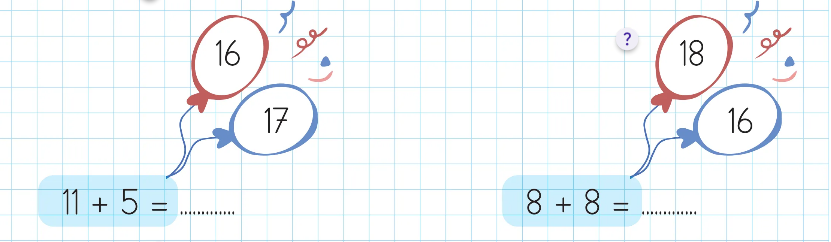 16
17
11 + 5 = .............
?
18
16
8 + 8 = .............